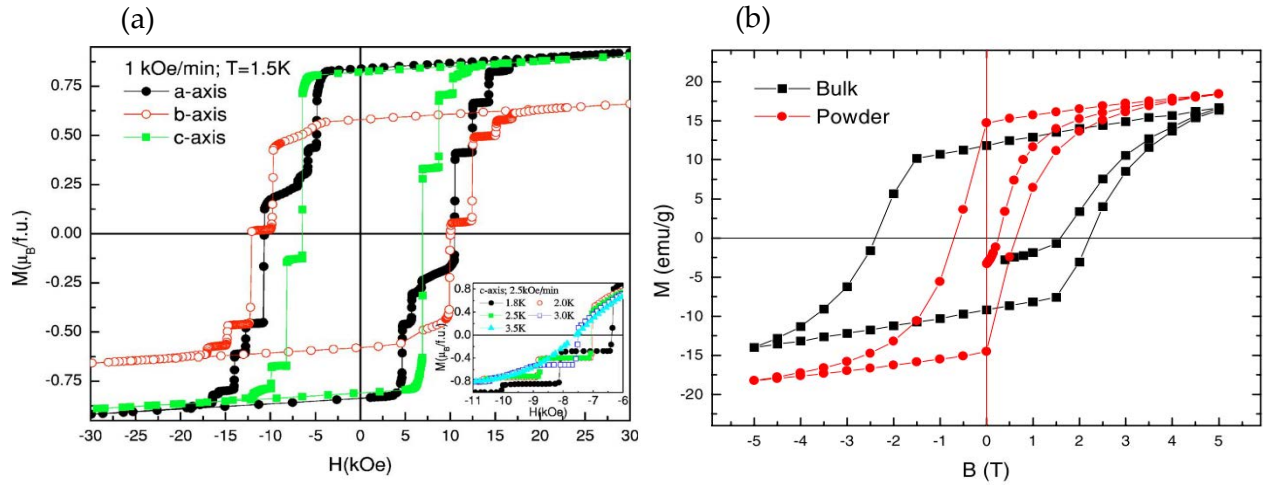 (a)
1 kOe/min; T=1.5K
a-axis
b-axis
c-axis
M(μB/f.u.)
0.75
0.50
0.25
0.00
-0.25
-0.50
-0.75
-30 -25 -20 -15 -10 -5 0 5 10 15 20 25 30
H(kOe)
c-axis; 2.5kOe/min
1.8K 2.0K
2.5K 3.0K
3.5K
M(μB/f.u.)
0.8
0.4
0.0
-0.4
-0.8
-11 -10 -9 -8 -7 -6
H(kOe)
(b)
Bulk
Powder
M (emu/g)
20
15
10
5
0
-5
-10
-15
-20
-5 -4 -3 -2 -1 0 1 2 3 4 5
B (T)